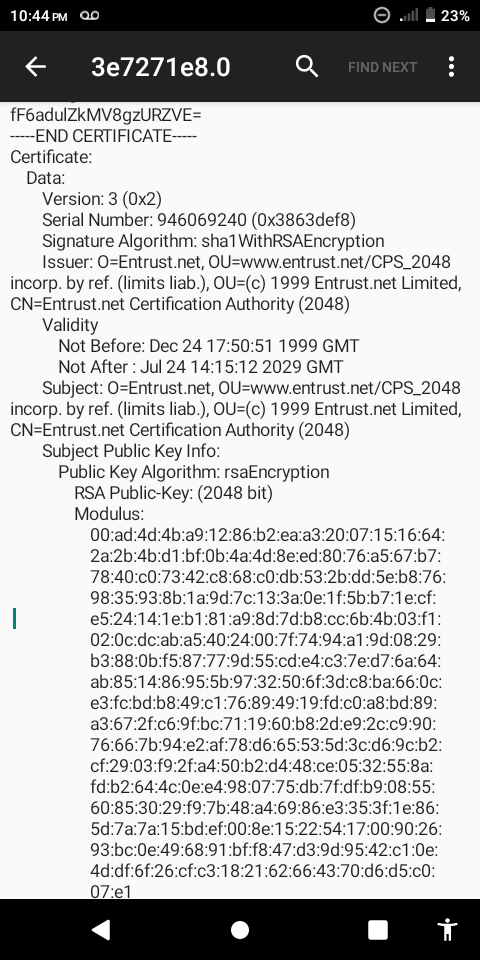 10:44 PM
23%
3e7271e8.0
FIND NEXT
fF6adulZkMV8gzURZVE=
-----END CERTIFICATE-----
Certificate:
Data:
Version: 3 (0x2)
Serial Number: 946069240 (0x3863def8)
Signature Algorithm: sha1WithRSAEncryption
Issuer: O=Entrust.net, OU=www.entrust.net/CPS_2048
incorp. by ref. (limits liab.), OU=(c) 1999 Entrust.net Limited,
CN=Entrust.net Certification Authority (2048)
Validity
Not Before: Dec 24 17:50:51 1999 GMT
Not After : Jul 24 14:15:12 2029 GMT
Subject: O=Entrust.net, OU=www.entrust.net/CPS_2048
incorp. by ref. (limits liab.), OU=(c) 1999 Entrust.net Limited,
CN=Entrust.net Certification Authority (2048)
Subject Public Key Info:
Public Key Algorithm: rsaEncryption
RSA Public-Key: (2048 bit)
Modulus:
00:ad:4d:4b:a9:12:86:b2:ea:a3:20:07:15:16:64:
2a:2b:4b:d1:bf:0b:4a:4d:8e:ed:80:76:a5:67:b7:
78:40:c0:73:42:c8:68:c0:db:53:2b:dd:5e:b8:76:
98:35:93:8b:1a:9d:7c:13:3a:0e:1f:5b:b7:1e:cf:
e5:24:14:1e:b1:81:a9:8d:7d:b8:cc:6b:4b:03:f1:
02:0c:dc:ab:a5:40:24:00:7f:74:94:a1:9d:08:29:
b3:88:0b:f5:87:77:9d:55:cd:e4:c3:7e:d7:6a:64:
ab:85:14:86:95:5b:97:32:50:6f:3d:c8:ba:66:0c:
e3:fc:bd:b8:49:c1:76:89:49:19:fd:c0:a8:bd:89:
a3:67:2f:c6:9f:bc:71:19:60:b8:2d:e9:2c:c9:90:
76:66:7b:94:e2:af:78:d6:65:53:5d:3c:d6:9c:b2:
cf:29:03:f9:2f:a4:50:b2:d4:48:ce:05:32:55:8a:
fd:b2:64:4c:0e:e4:98:07:75:db:7f:df:b9:08:55:
60:85:30:29:f9:7b:48:a4:69:86:e3:35:3f:1e:86:
5d:7a:7a:15:bd:ef:00:8e:15:22:54:17:00:90:26:
93:bc:0e:49:68:91:bf:f8:47:d3:9d:95:42:c1:0e:
4d:df:6f:26:cf:c3:18:21:62:66:43:70:d6:d5:c0:
07:e1